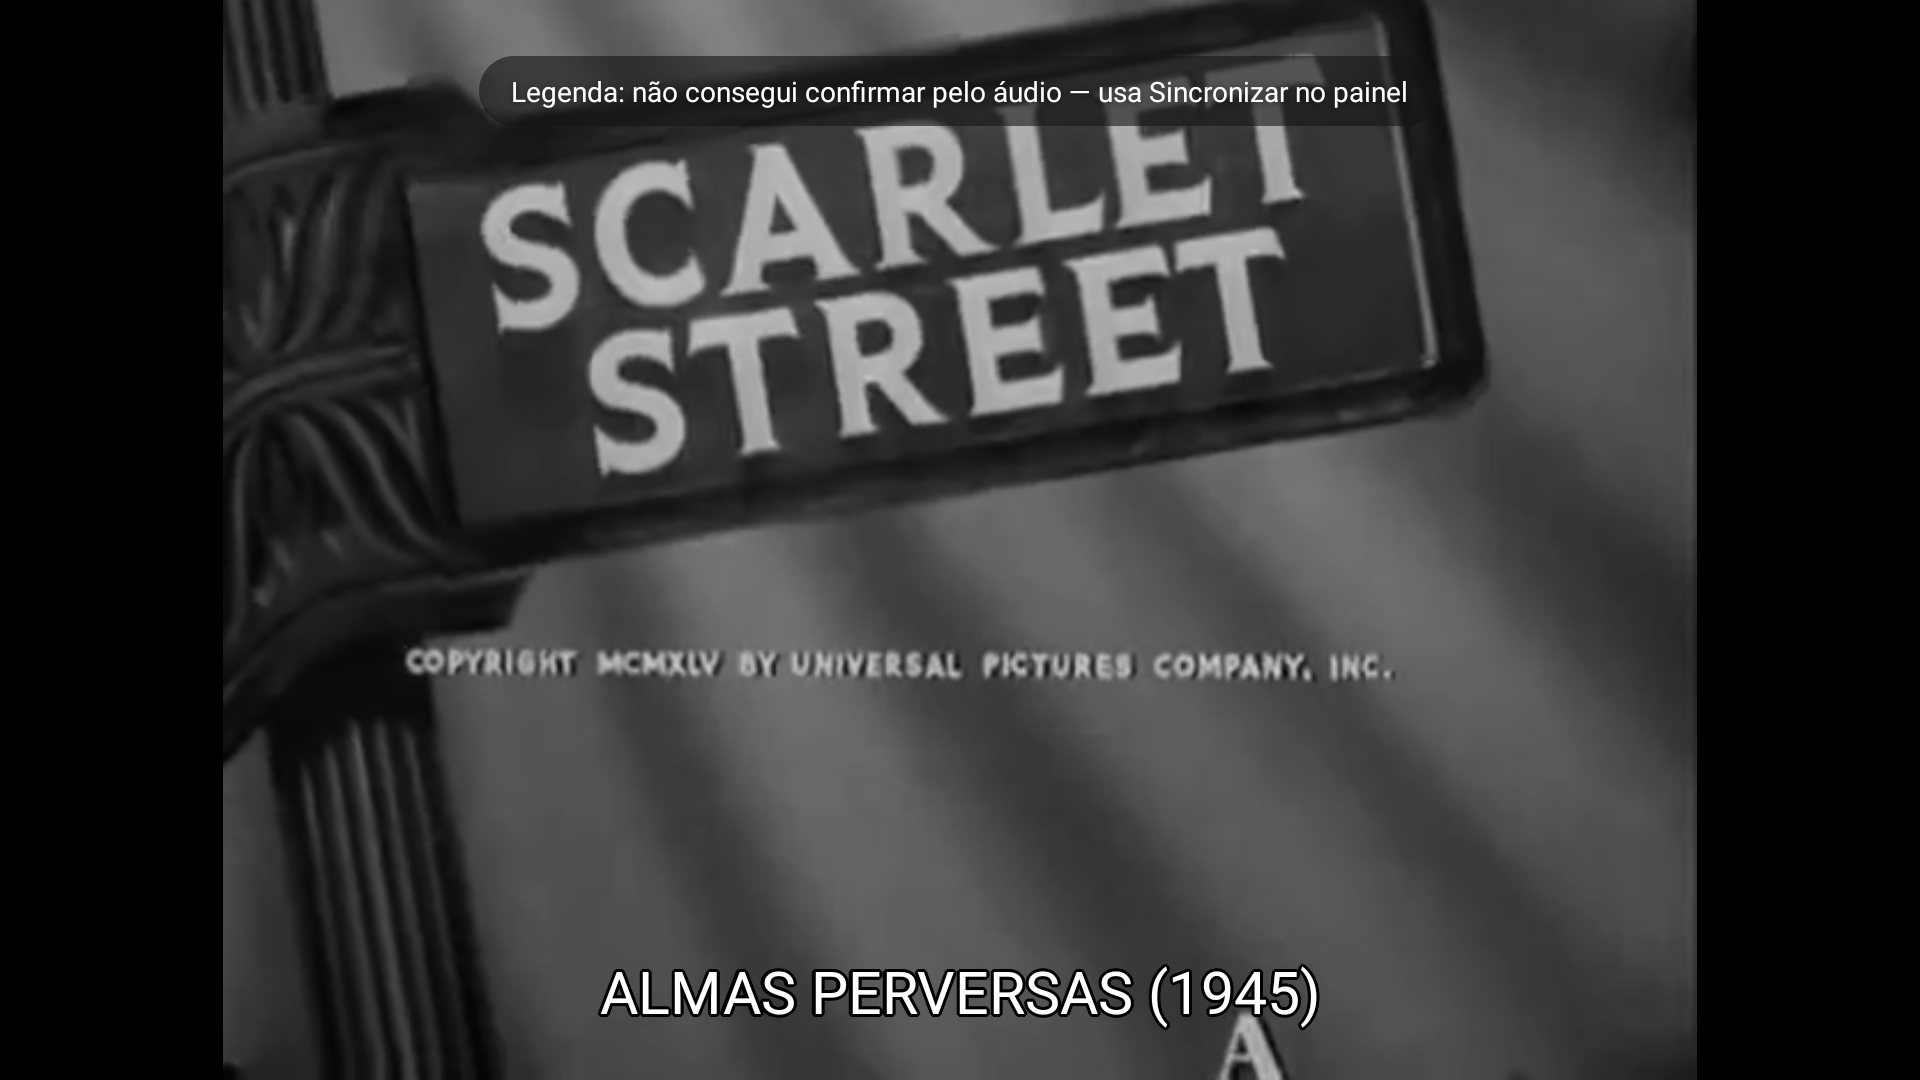 Legenda: não consegui confirmar pelo áudio — usa Sincronizar no painel
SCARLET
STREET
COPYRIGHT MCMXLV BY UNIVERSAL PICTURES COMPANY, INC.
ALMAS PERVERSAS (1945)
A